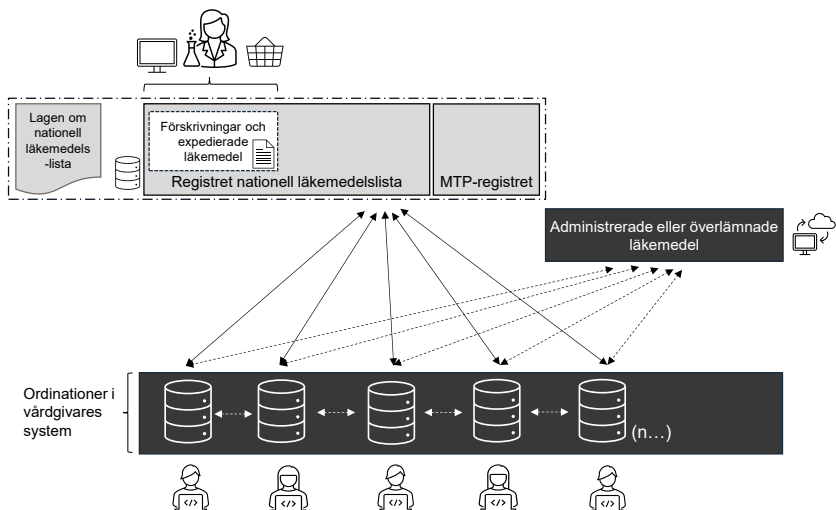 Lagen om
nationell
läkemedels
-lista
Förskrivningar och
expedierade
läkemedel
Registret nationell läkemedelslista
MTP-registret
Administrerade eller överlämnade
läkemedel
Ordinationer i
vårdgivares
system
(n…)
</>
</>
</>
</>
</>